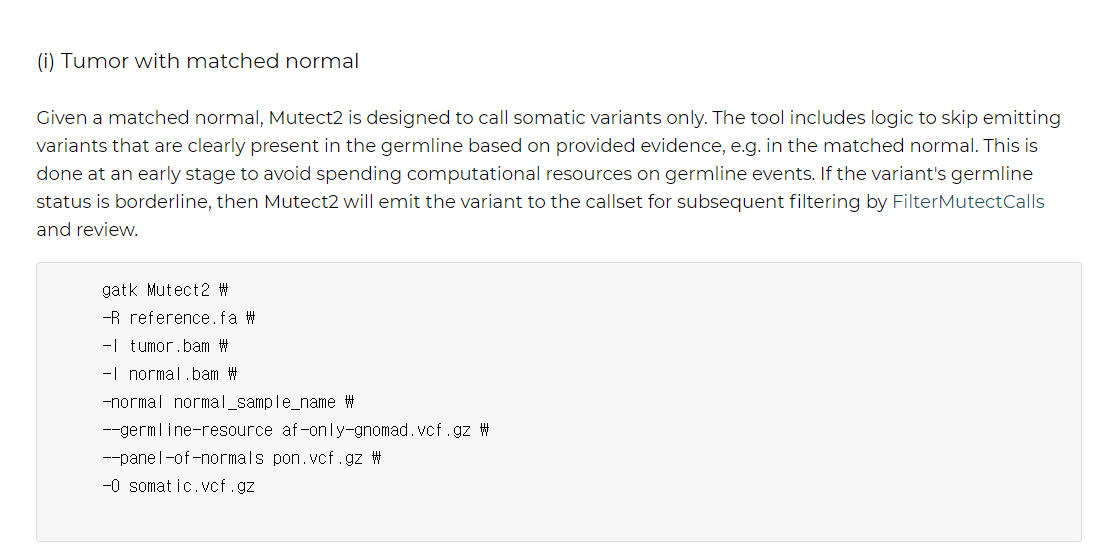 (i) Tumor with matched normal
Given a matched normal, Mutect2 is designed to call somatic variants only. The tool includes logic to skip emitting
variants that are clearly present in the germline based on provided evidence, e.g. in the matched normal. This is
done at an early stage to avoid spending computational resources on germline events. If the variant's germline
status is borderline, then Mutect2 will emit the variant to the callset for subsequent filtering by FilterMutectCalls
and review.
gatk Mutect2 ₩
-R reference.fa ₩
-I tumor.bam ₩
-I normal.bam ₩
-normal normal_sample_name ₩
--germline-resource af-only-gnomad.vcf.gz ₩
--panel-of-normals pon.vcf.gz ₩
-O somatic.vcf.gz